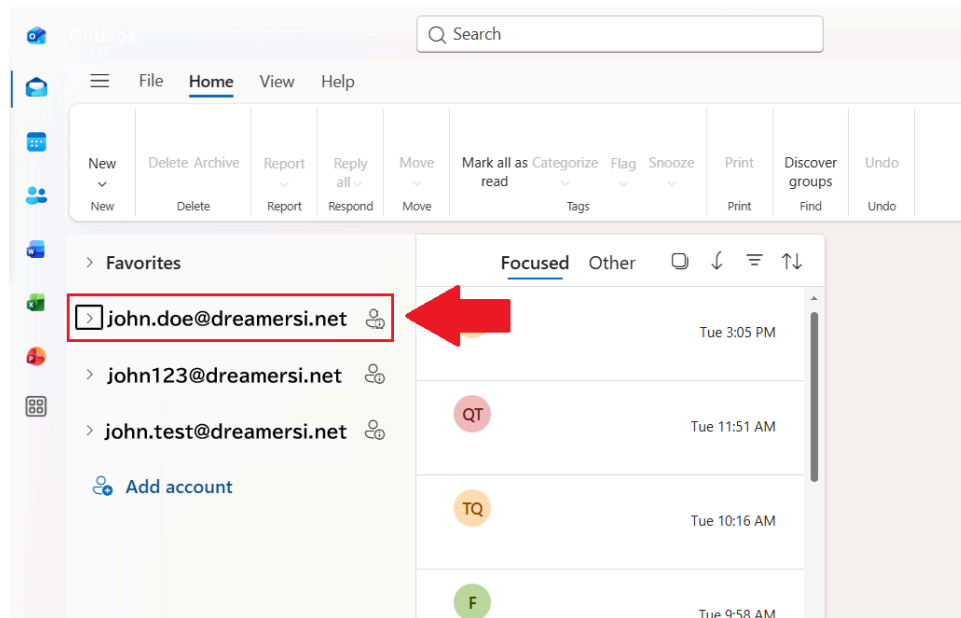 Outlook
Search
File Home View Help
New Delete Archive Report Reply all Move Mark all as read Categorize Flag Snooze Print Discover groups Undo
New Delete Report Respond Move Tags Print Find Undo
Favorites
Focused Other
john.doe@dreamersi.net
Tue 3:05 PM
john123@dreamersi.net
QT
Tue 11:51 AM
john.test@dreamersi.net
Add account
TQ
Tue 10:16 AM
F
Tue 9:58 AM